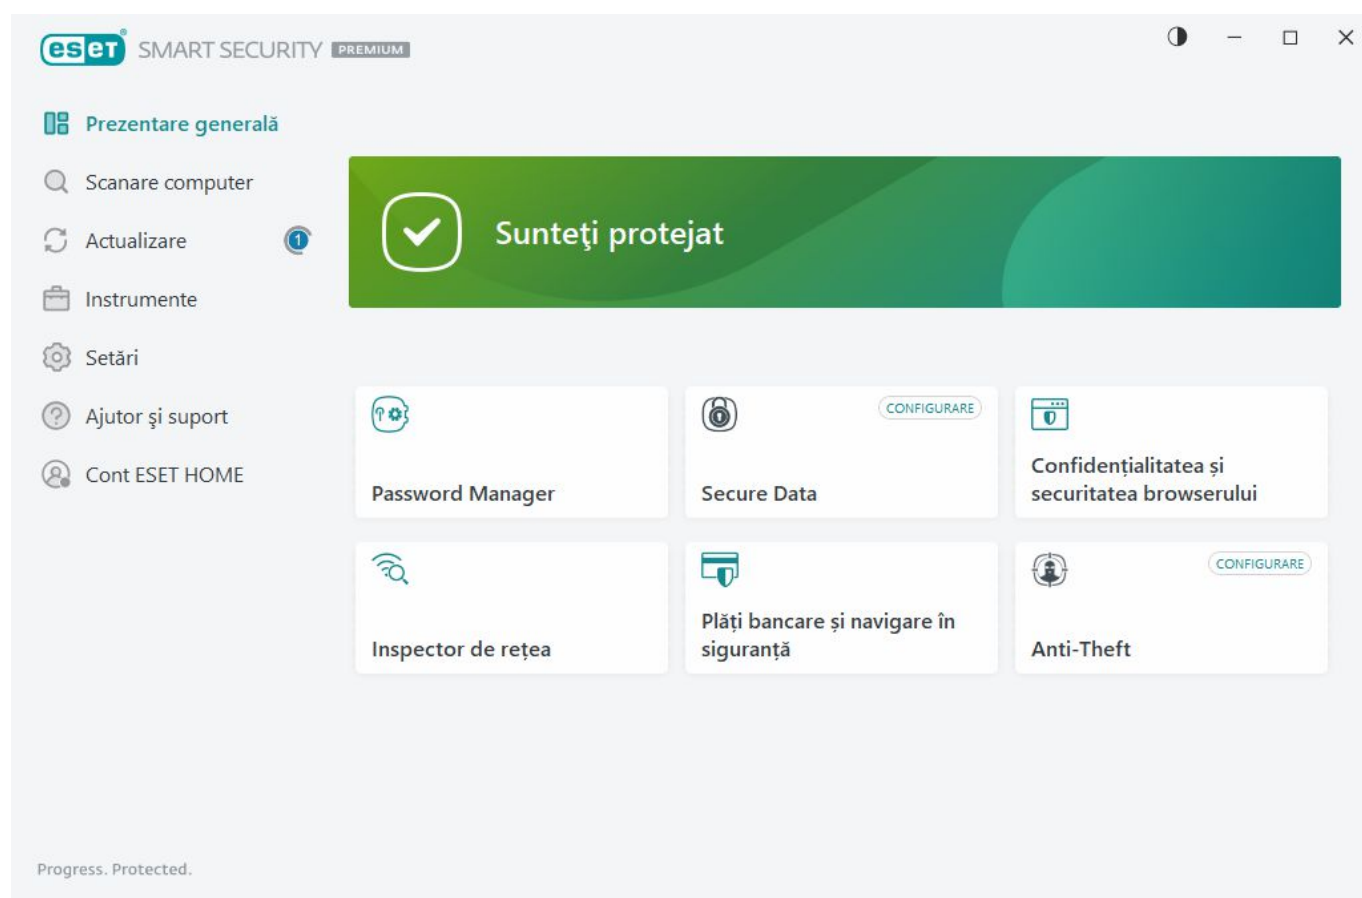 eset® SMART SECURITY PREMIUM
Prezentare generală
Scanare computer
Actualizare 1
Instrumente
Setări
Ajutor şi suport
Cont ESET HOME
Sunteţi protejat
Password Manager
CONFIGURARE
Secure Data
Confidențialitatea și
securitatea browserului
Inspector de rețea
Plăți bancare și navigare în
siguranță
CONFIGURARE
Anti-Theft
Progress. Protected.